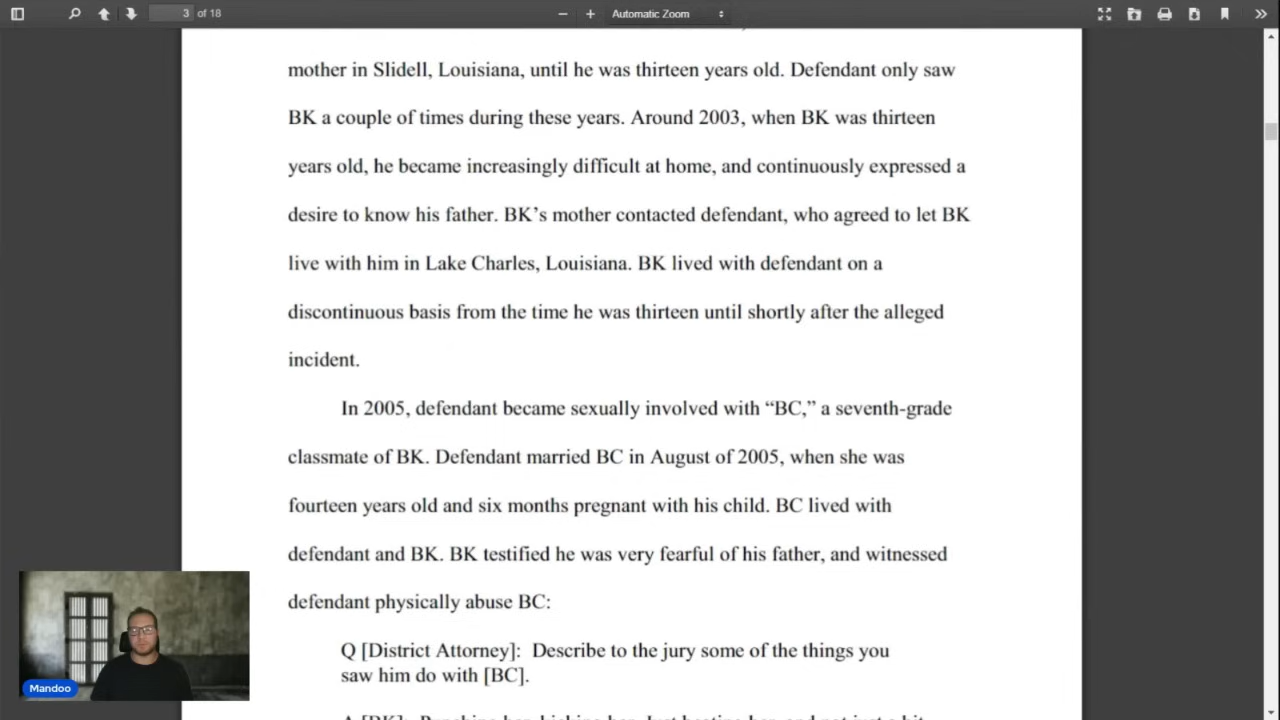 3 of 18
Automatic Zoom
mother in Slidell, Louisiana, until he was thirteen years old. Defendant only saw
BK a couple of times during these years. Around 2003, when BK was thirteen
years old, he became increasingly difficult at home, and continuously expressed a
desire to know his father. BK’s mother contacted defendant, who agreed to let BK
live with him in Lake Charles, Louisiana. BK lived with defendant on a
discontinuous basis from the time he was thirteen until shortly after the alleged
incident.
In 2005, defendant became sexually involved with “BC,” a seventh-grade
classmate of BK. Defendant married BC in August of 2005, when she was
fourteen years old and six months pregnant with his child. BC lived with
defendant and BK. BK testified he was very fearful of his father, and witnessed
defendant physically abuse BC:
Q [District Attorney]: Describe to the jury some of the things you
saw him do with [BC].
Mandoo